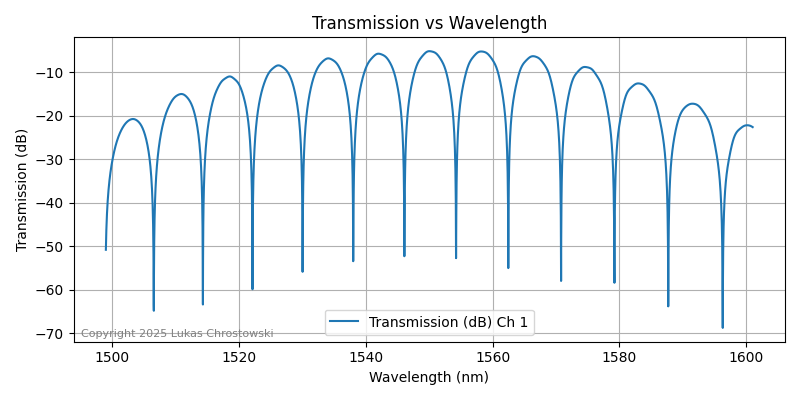 Transmission vs Wavelength
Transmission (dB)
−10
−20
−30
−40
−50
−60
−70
Copyright 2025 Lukas Chrostowski
Transmission (dB) Ch 1
1500
1520
1540
1560
1580
1600
Wavelength (nm)